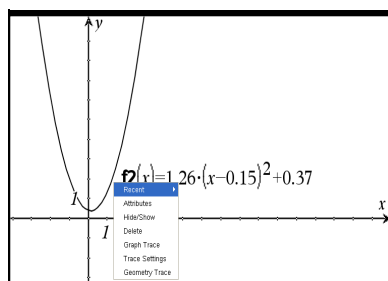 y
f2(x)=1.26·(x−0.15)²+0.37
Recent
1
Attributes
x
Hide/Show
1
Delete
Graph Trace
Trace Settings
Geometry Trace